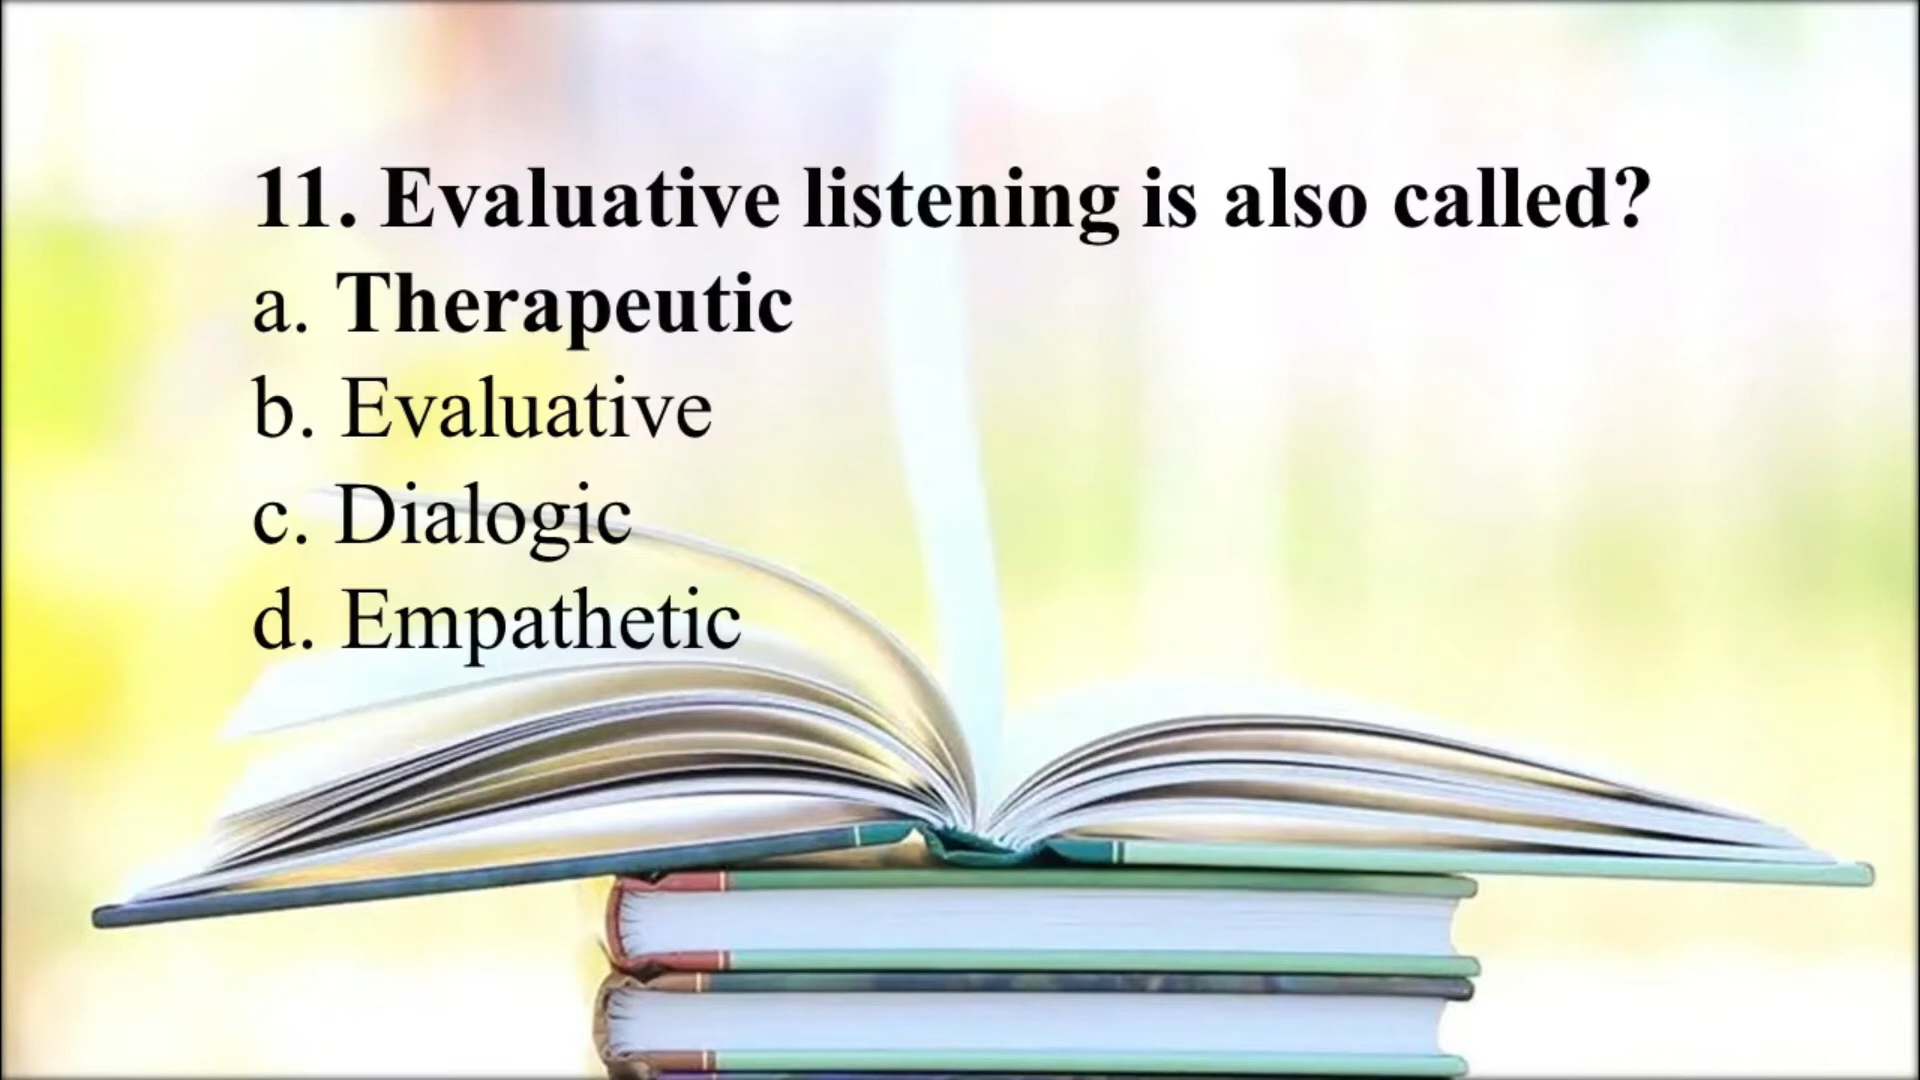 11. Evaluative listening is also called?
a. Therapeutic
b. Evaluative
c. Dialogic
d. Empathetic